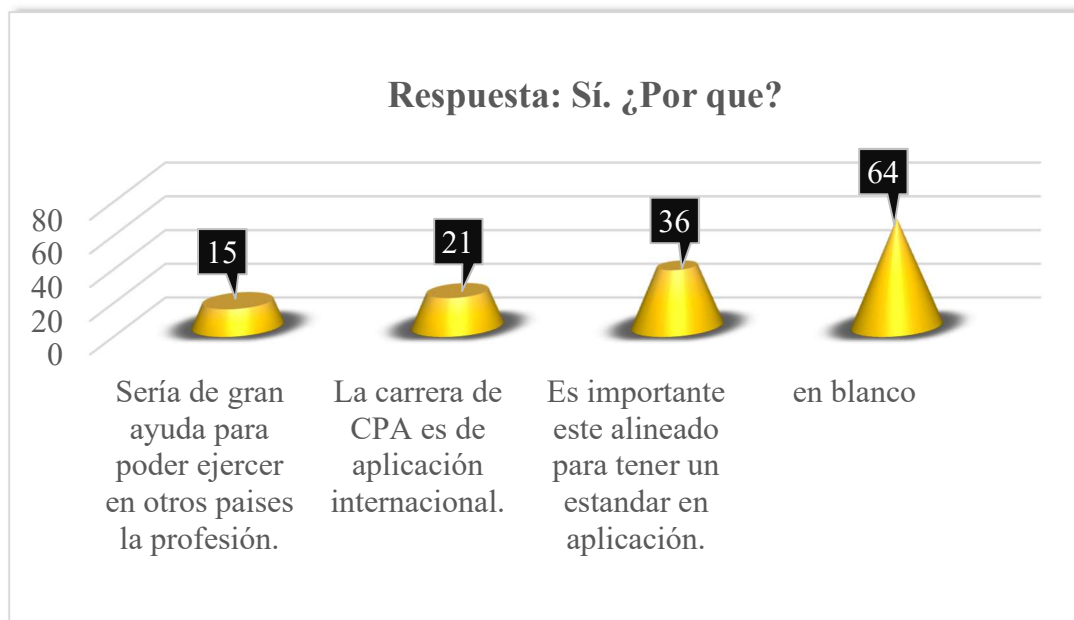 Respuesta: Sí. ¿Por que?
80
60
40
20
0
15
21
36
64
Sería de gran
ayuda para
poder ejercer
en otros paises
la profesión.
La carrera de
CPA es de
aplicación
internacional.
Es importante
este alineado
para tener un
estandar en
aplicación.
en blanco